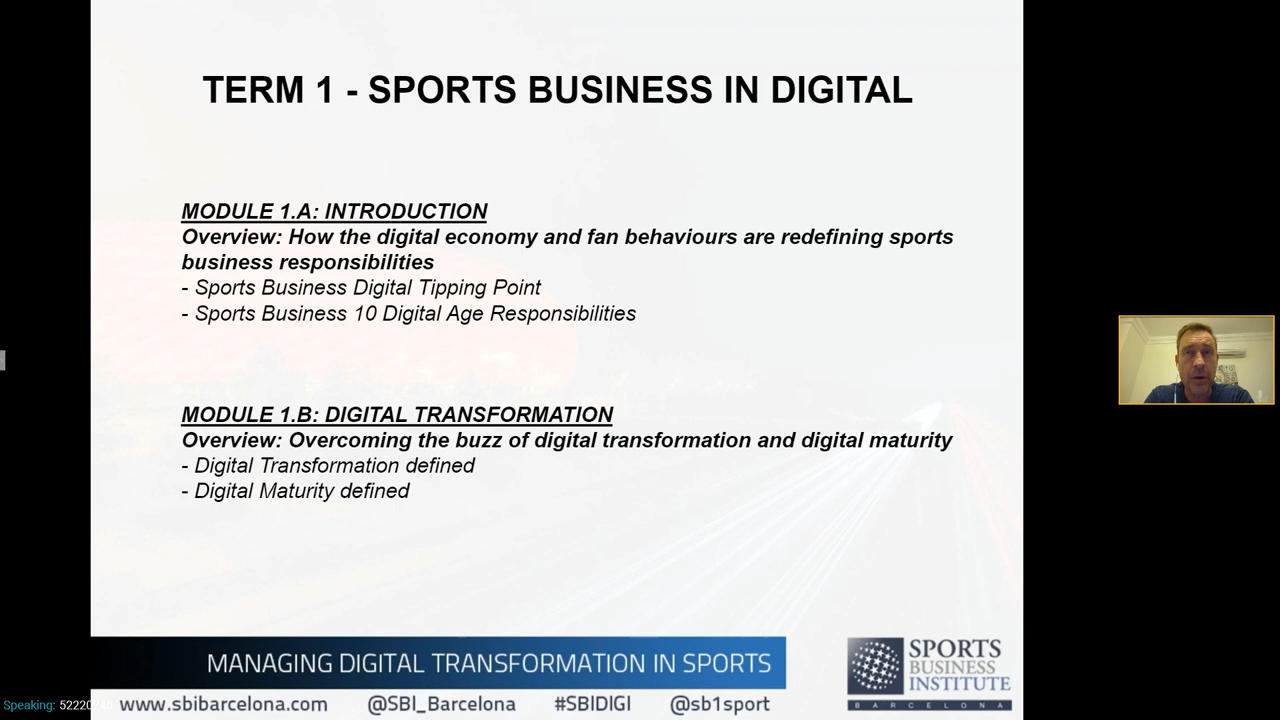 TERM 1 - SPORTS BUSINESS IN DIGITAL
MODULE 1.A: INTRODUCTION
Overview: How the digital economy and fan behaviours are redefining sports
business responsibilities
- Sports Business Digital Tipping Point
- Sports Business 10 Digital Age Responsibilities
MODULE 1.B: DIGITAL TRANSFORMATION
Overview: Overcoming the buzz of digital transformation and digital maturity
- Digital Transformation defined
- Digital Maturity defined
MANAGING DIGITAL TRANSFORMATION IN SPORTS
SPORTS
BUSINESS
INSTITUTE
BARCELONA
Speaking:
www.sbibarcelona.com @SBI_Barcelona #SBIDIGI @sb1sport